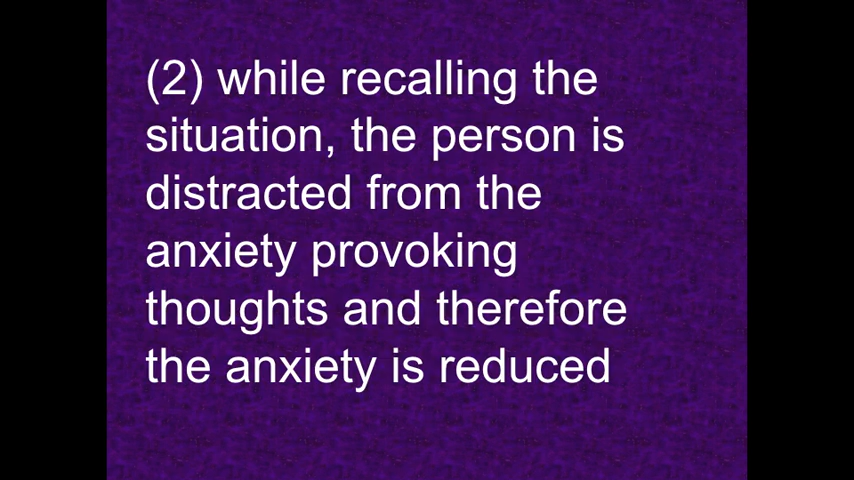 (2) while recalling the
situation, the person is
distracted from the
anxiety provoking
thoughts and therefore
the anxiety is reduced